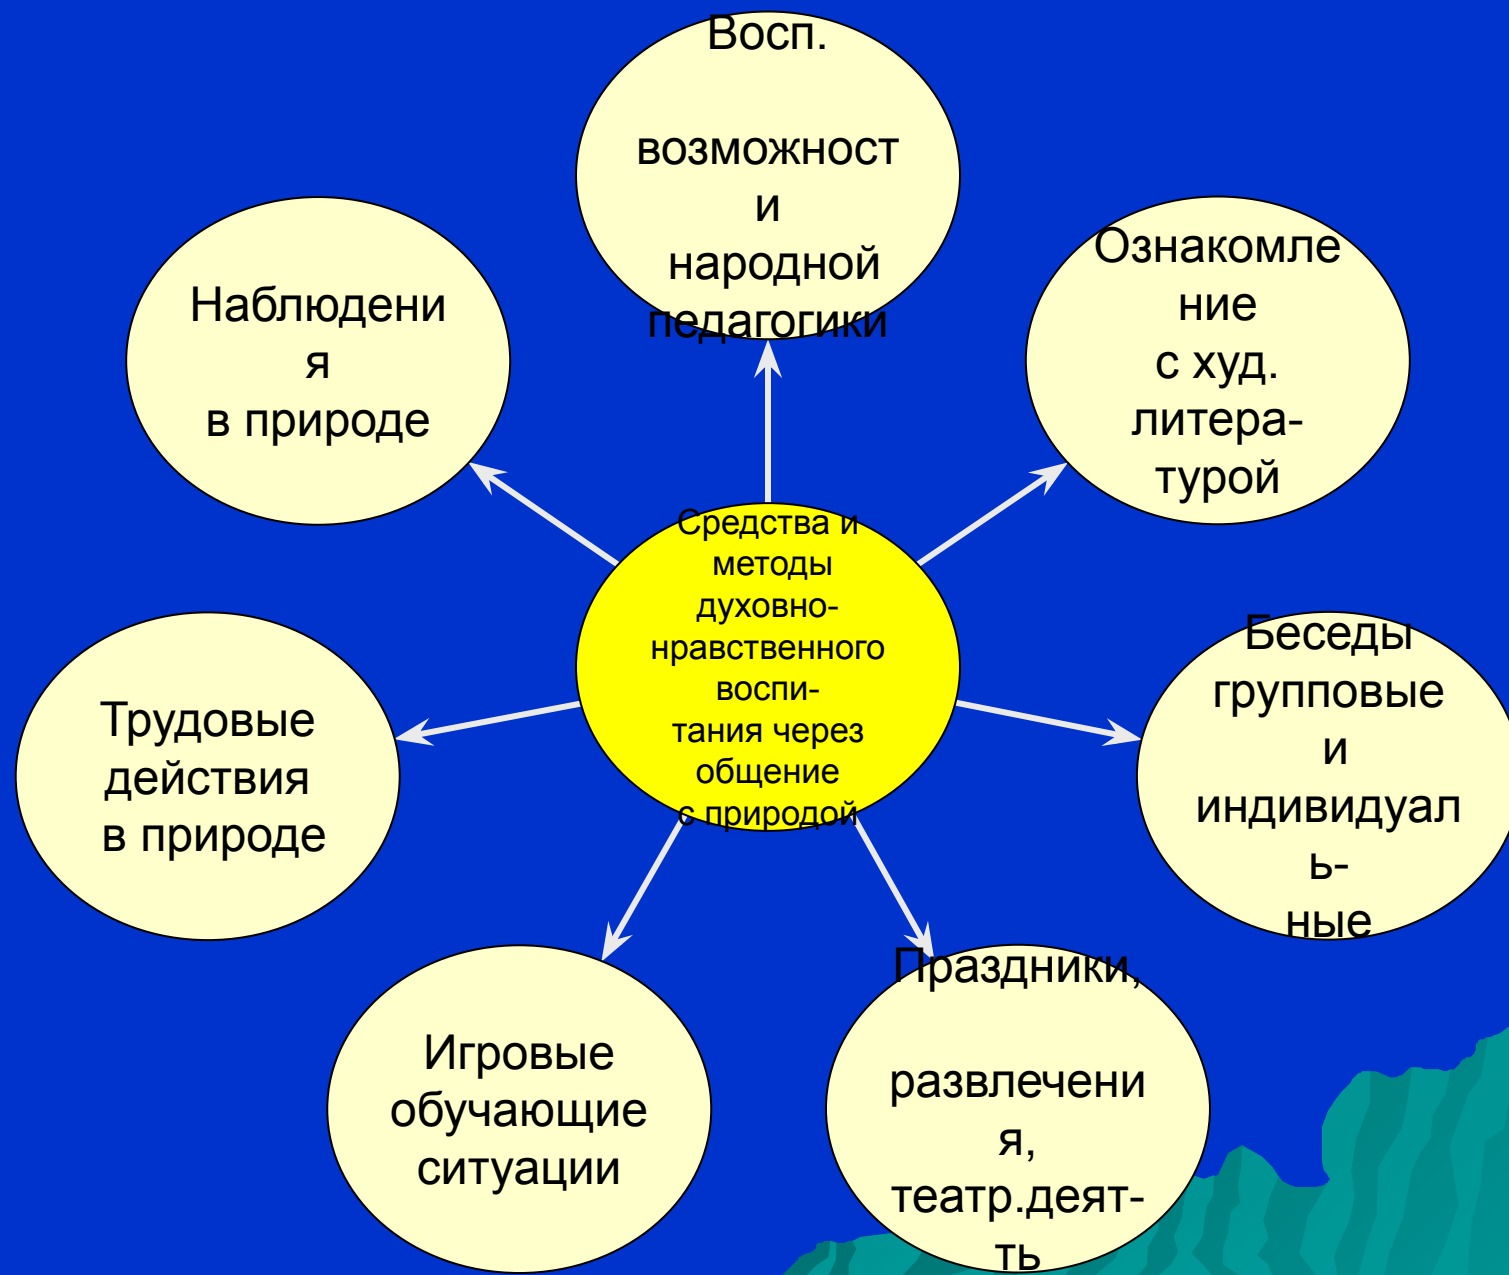 Восп.
возможност
и
народной
педагогики
Ознакомле
ние
с худ.
литера-
турой
Наблюдени
я
в природе
Средства и
методы
духовно-
нравственного
воспи-
тания через
общение
с природой
Беседы
групповые
и
индивидуал
ь-
ные
Трудовые
действия
в природе
Праздники,
развлечени
я,
театр.деят-
ть
Игровые
обучающие
ситуации